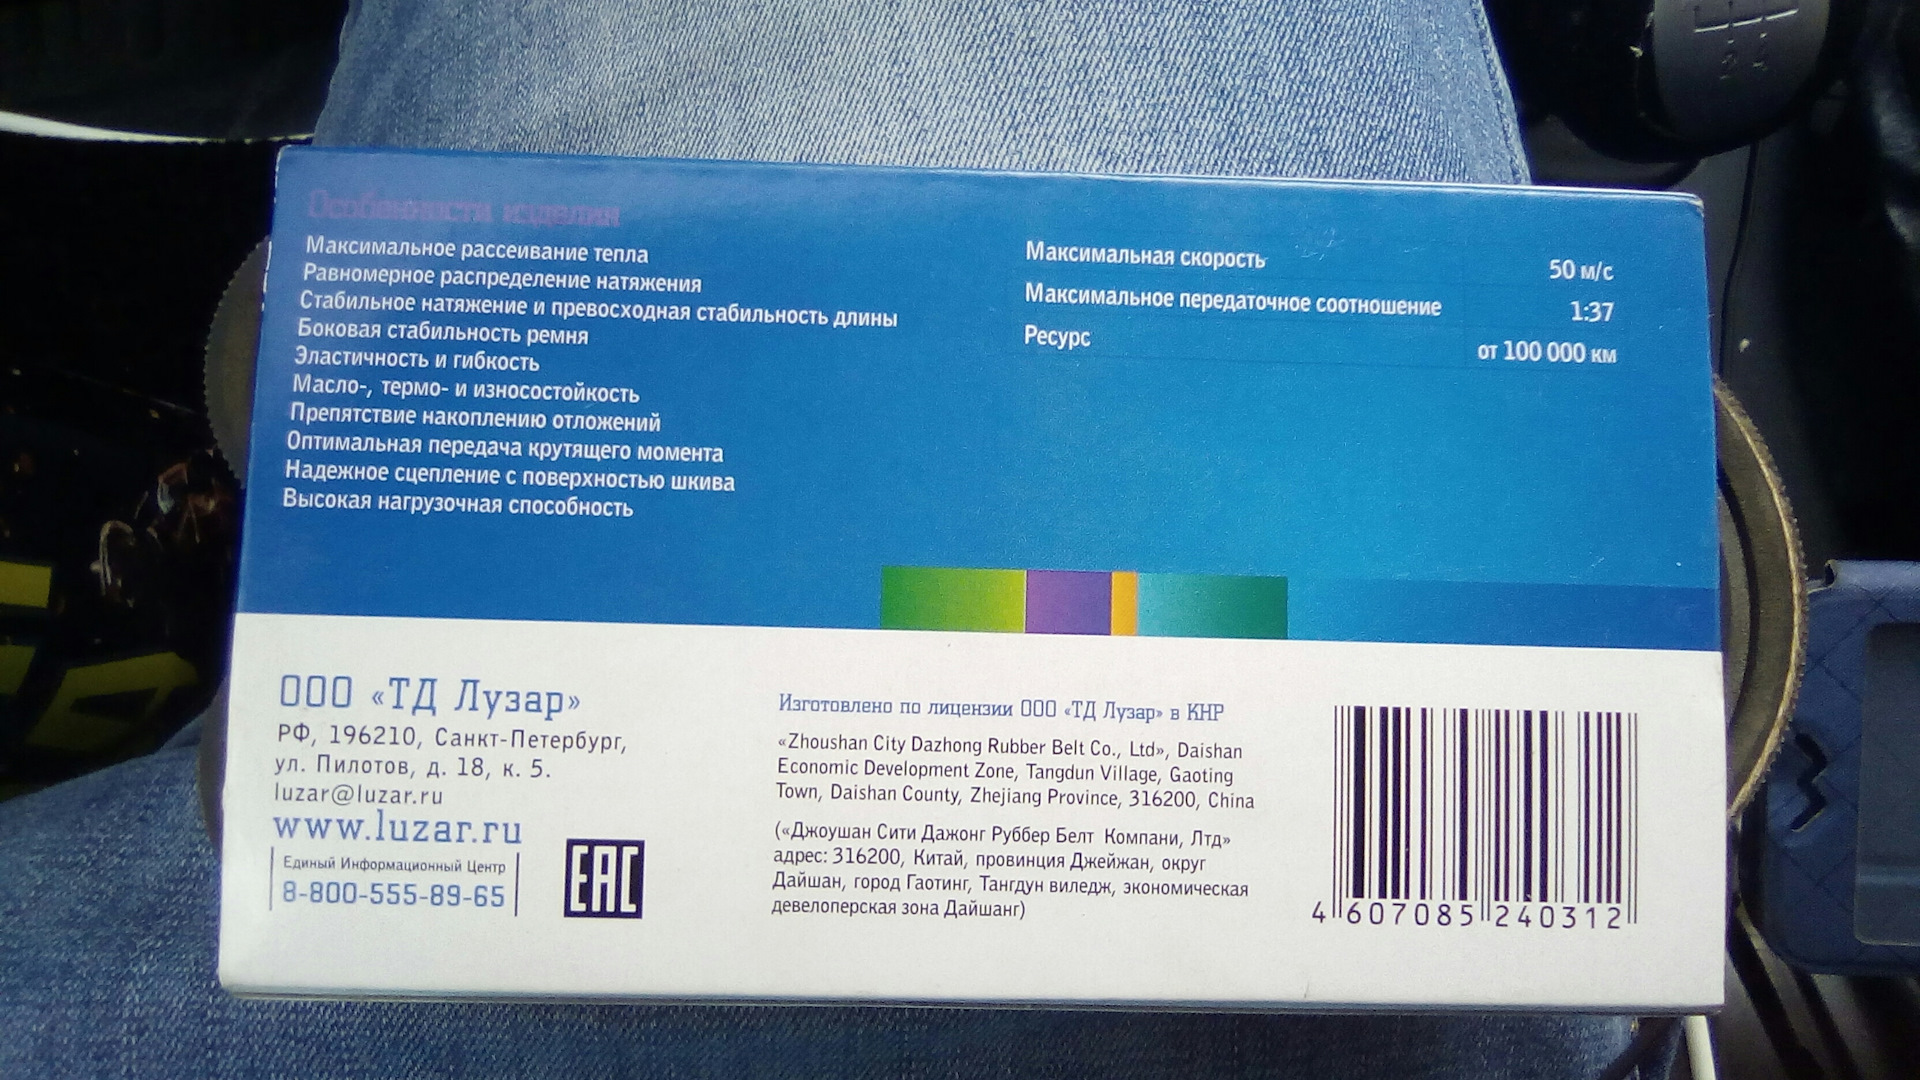 Особенности изделия
Максимальное рассеивание тепла
Равномерное распределение натяжения
Стабильное натяжение и превосходная стабильность длины
Боковая стабильность ремня
Эластичность и гибкость
Масло-, термо- и износостойкость
Препятствие накоплению отложений
Оптимальная передача крутящего момента
Надежное сцепление с поверхностью шкива
Высокая нагрузочная способность
Максимальная скорость 50 м/с
Максимальное передаточное соотношение 1:37
Ресурс от 100 000 км
ООО «ТД Лузар»
РФ, 196210, Санкт-Петербург,
ул. Пилотов, д. 18, к. 5.
luzar@luzar.ru
www.luzar.ru
Единый Информационный Центр
8-800-555-89-65
EAC
Изготовлено по лицензии ООО «ТД Лузар» в КНР
«Zhoushan City Dazhong Rubber Belt Co., Ltd», Daishan
Economic Development Zone, Tangdun Village, Gaoting
Town, Daishan County, Zhejiang Province, 316200, China
(«Джоушан Сити Дажонг Руббер Белт Компани, Лтд»
адрес: 316200, Китай, провинция Джейжан, округ
Дайшан, город Гаотинг, Тангдун виледж, экономическая
девелоперская зона Дайшанг)
4 607085 240312